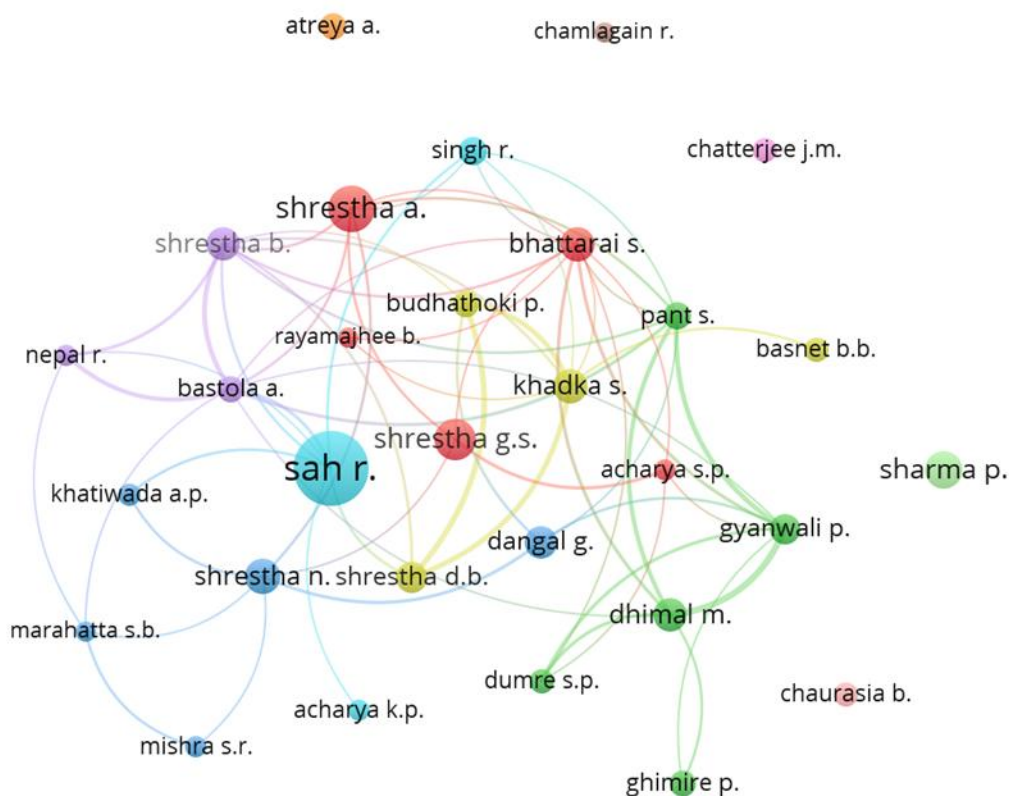 atreya a.
chamlagain r.
singh r.
chatterjee j.m.
shrestha a.
shrestha b.
bhattarai s.
budhathoki p.
pant s.
rayamajhee b.
basnet b.b.
nepal r.
bastola a.
khadka s.
shrestha g.s.
sah r.
acharya s.p.
sharma p.
khatiwada a.p.
gyanwali p.
dangal g.
shrestha n.
shrestha d.b.
dhimal m.
marahatta s.b.
dumre s.p.
chaurasia b.
acharya k.p.
mishra s.r.
ghimire p.